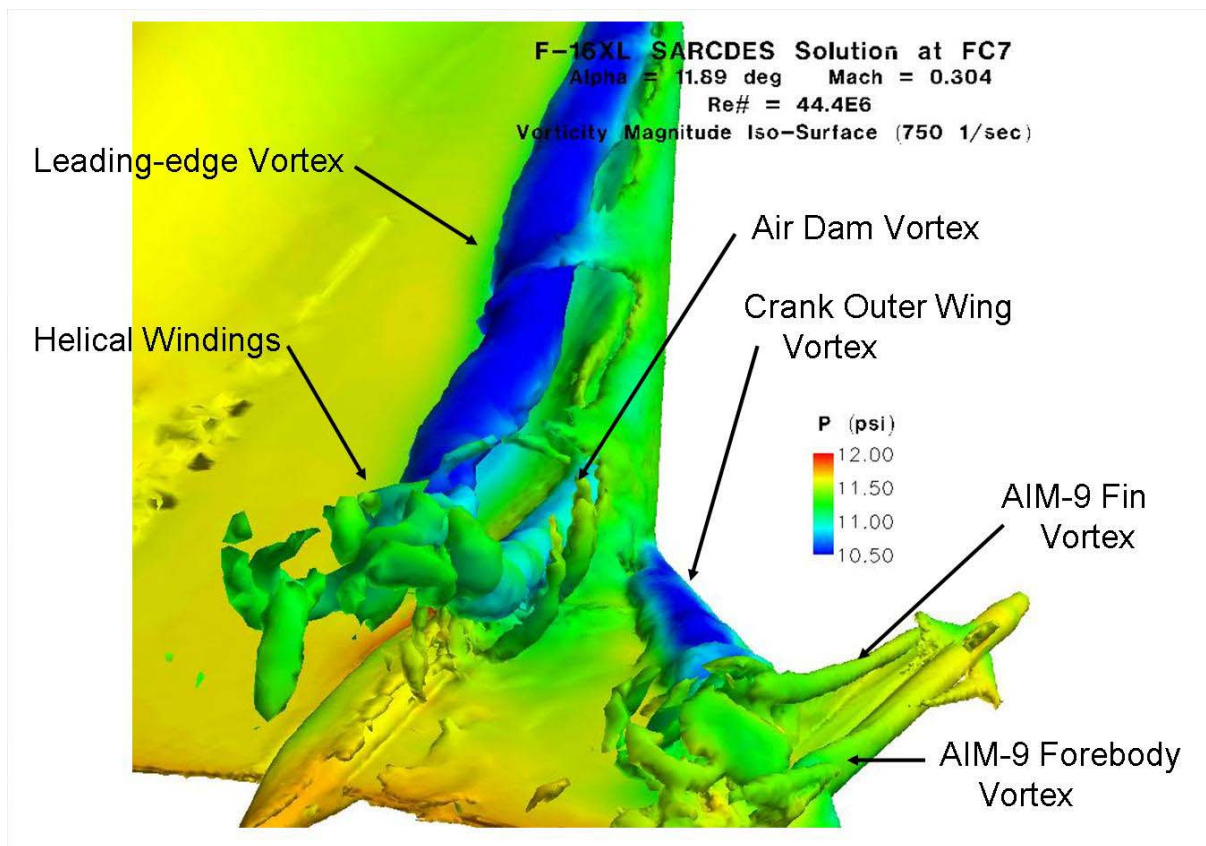 F-16XL SARCDES Solution at FC7
Alpha = 11.89 deg Mach = 0.304
Re# = 44.4E6
Vorticity Magnitude Iso-Surface (750 1/sec)
Leading-edge Vortex
Air Dam Vortex
Crank Outer Wing
Vortex
Helical Windings
P (psi)
12.00
11.50
11.00
10.50
AIM-9 Fin
Vortex
AIM-9 Forebody
Vortex